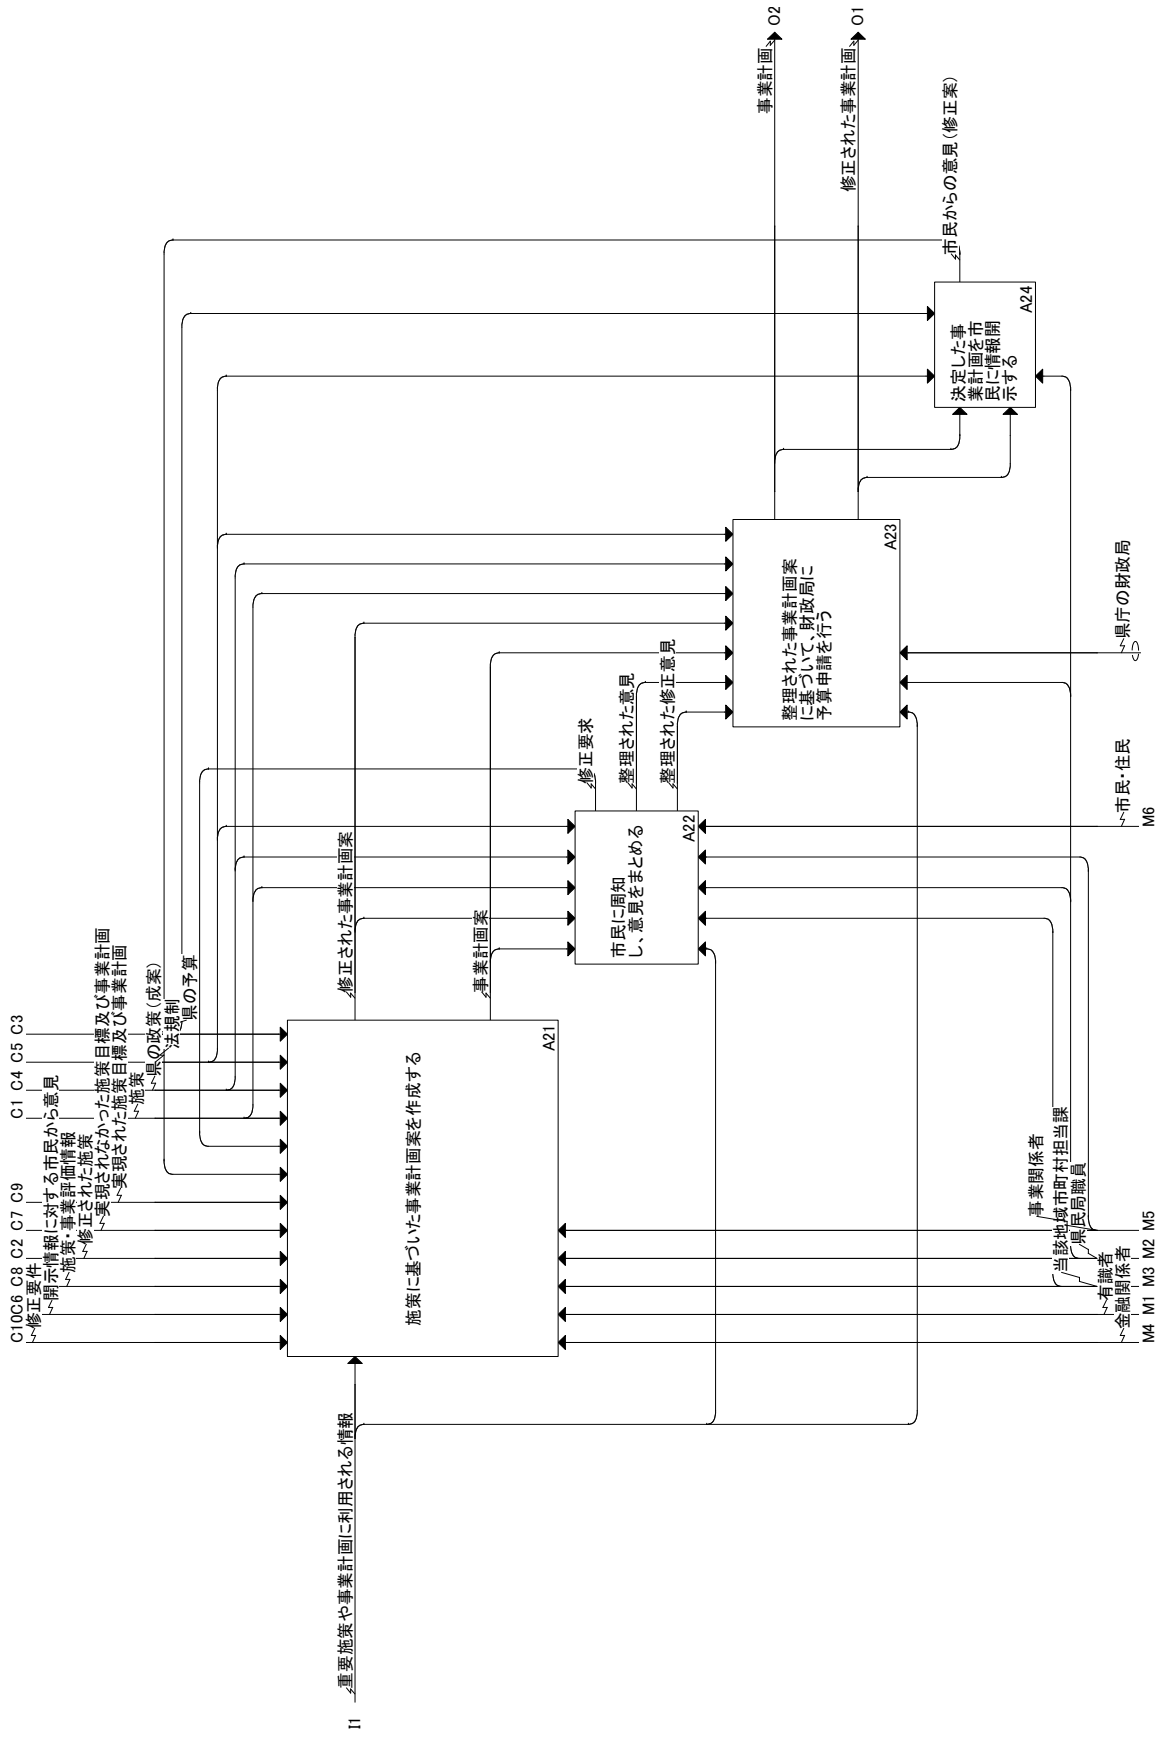 C10
C6
C8
C2
C7
C9
C1
C4
C5
C3
修正要件
開示情報に対する市民から意見
施策・事業評価情報
修正された施策
実現されなかった施策目標及び事業計画
実現された施策目標及び事業計画
施策
県の政策(成案)
法規制
県の予算
I1
重要施策や事業計画に利用される情報
施策に基づいた事業計画案を作成する
A21
修正された事業計画案
事業計画案
市民に周知
し、意見をまとめる
A22
修正要求
整理された意見
整理された修正意見
整理された事業計画案
に基づいて、財政局に
予算申請を行う
A23
事業計画
O2
修正された事業計画
O1
決定した事
業計画を市
民に情報開
示する
A24
市民からの意見(修正案)
事業関係者
当該地域市町村担当課
県民局職員
有識者
金融関係者
市民・住民
県庁の財政局
M4
M1
M3
M2
M5
M6